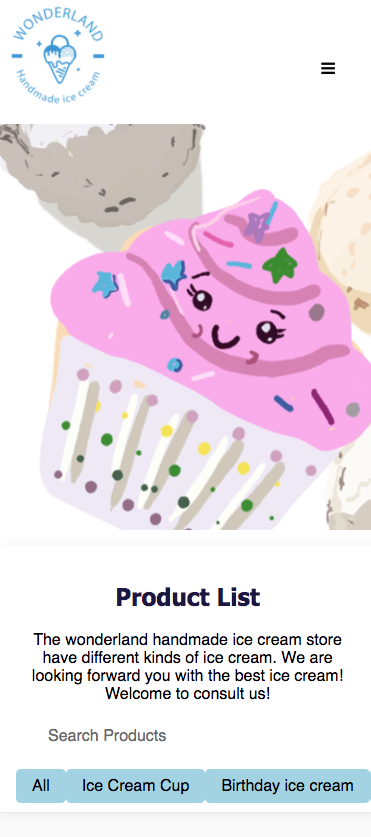 WONDERLAND
Handmade ice cream
Product List
The wonderland handmade ice cream store
have different kinds of ice cream. We are
looking forward you with the best ice cream!
Welcome to consult us!
Search Products
All
Ice Cream Cup
Birthday ice cream